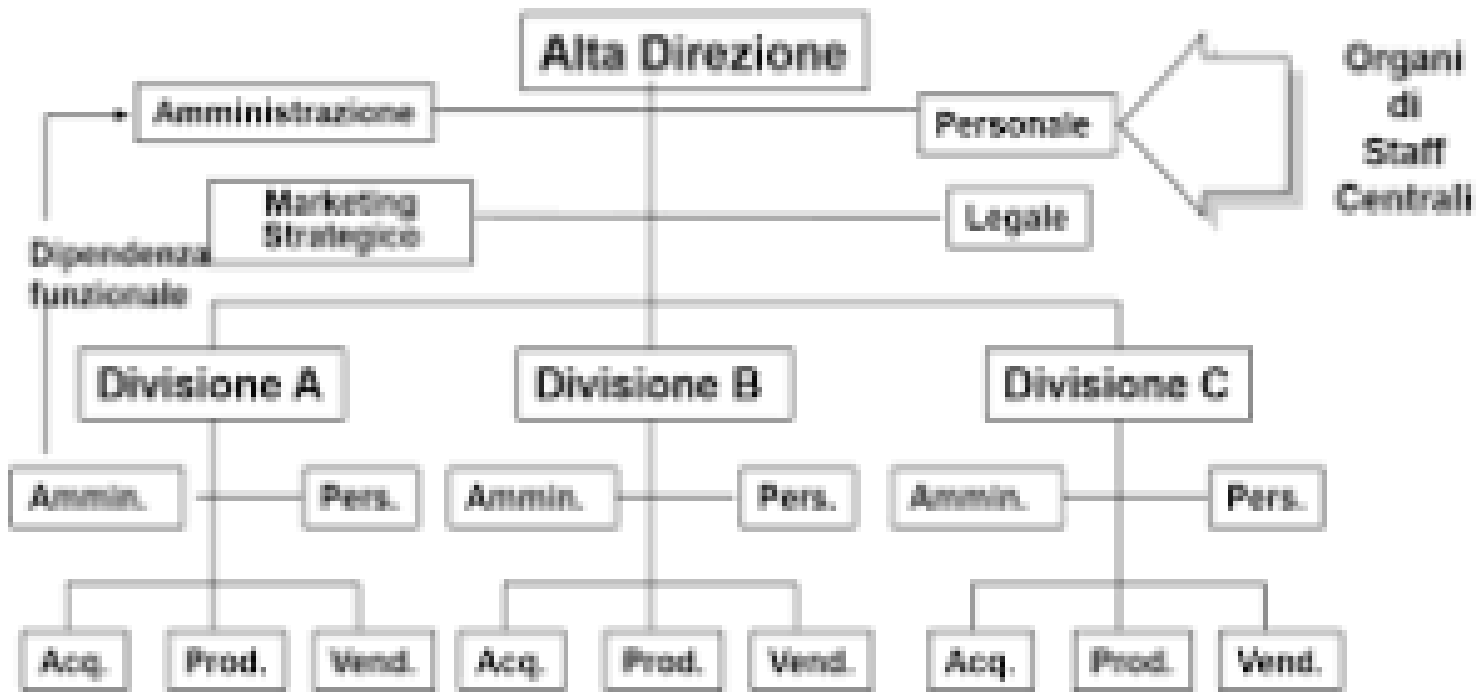 Alta Direzione
Amministrazione
Personale
Organi
di
Staff
Centrali
Marketing
Strategico
Legale
Dipendenza
funzionale
Divisione A
Divisione B
Divisione C
Ammin.
Pers.
Ammin.
Pers.
Ammin.
Pers.
Acq.
Prod.
Vend.
Acq.
Prod.
Vend.
Acq.
Prod.
Vend.